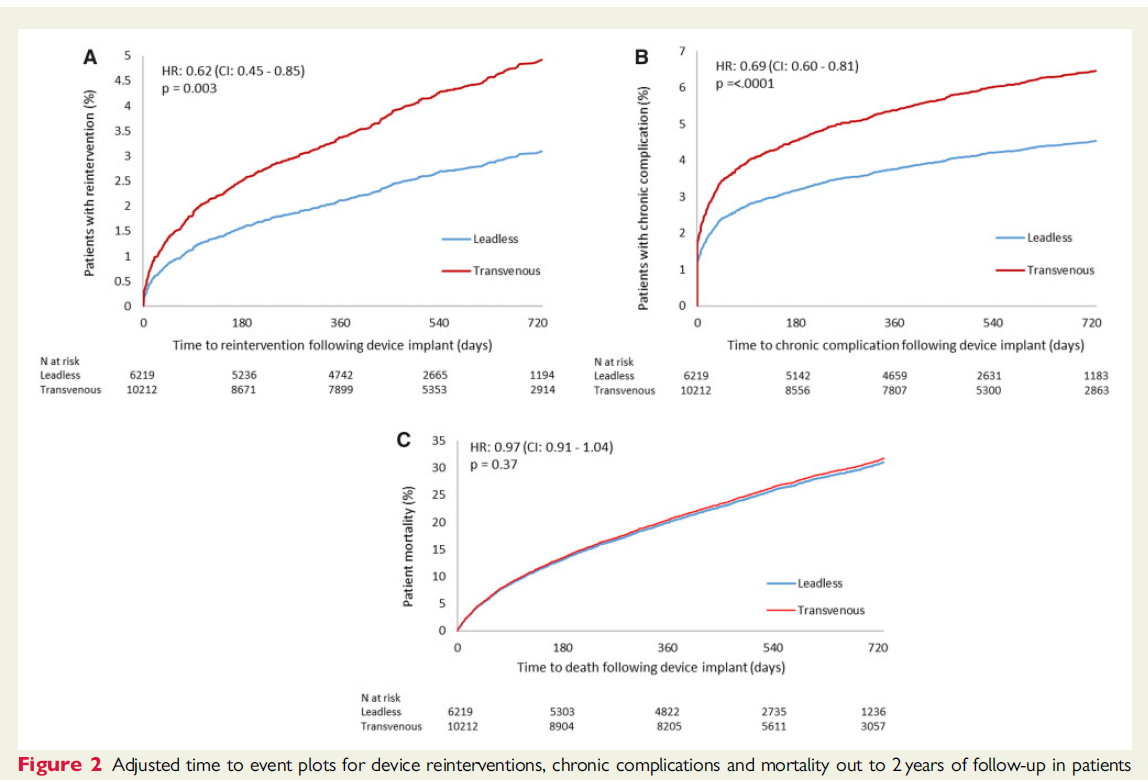 A
HR: 0.62 (CI: 0.45 - 0.85)
p = 0.003
Patients with reintervention (%)
5
4.5
4
3.5
3
2.5
2
1.5
1
0.5
0
Leadless
Transvenous
0 180 360 540 720
Time to reintervention following device implant (days)
N at risk
Leadless 6219 5236 4742 2665 1194
Transvenous 10212 8671 7899 5353 2914
B
HR: 0.69 (CI: 0.60 - 0.81)
p =<.0001
Patients with chronic complication (%)
7
6
5
4
3
2
1
0
Leadless
Transvenous
0 180 360 540 720
Time to chronic complication following device implant (days)
N at risk
Leadless 6219 5142 4659 2631 1183
Transvenous 10212 8556 7807 5300 2863
C
HR: 0.97 (CI: 0.91 - 1.04)
p = 0.37
Patient mortality (%)
35
30
25
20
15
10
5
0
Leadless
Transvenous
0 180 360 540 720
Time to death following device implant (days)
N at risk
Leadless 6219 5303 4822 2735 1236
Transvenous 10212 8904 8205 5611 3057
Figure 2 Adjusted time to event plots for device reinterventions, chronic complications and mortality out to 2 years of follow-up in patients